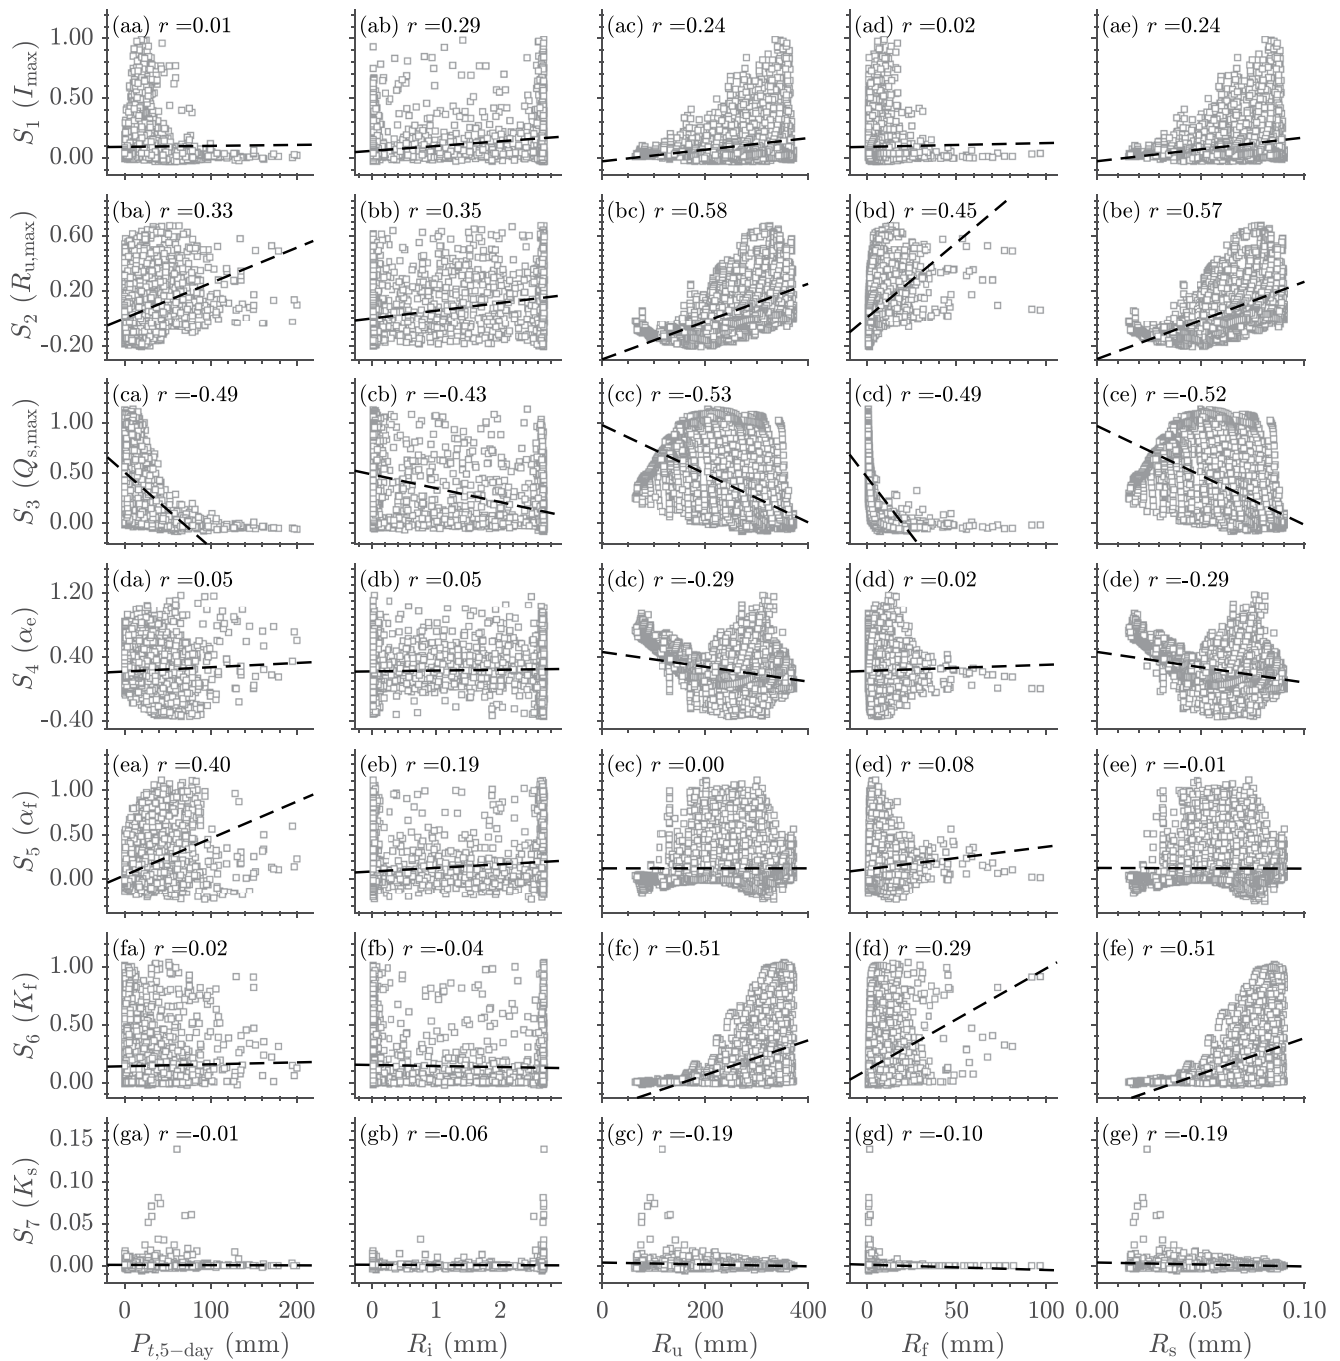 (aa) r =0.01 (ab) r =0.29 (ac) r =0.24 (ad) r =0.02 (ae) r =0.24
S1 (Imax) 1.00 0.50 0.00
(ba) r =0.33 (bb) r =0.35 (bc) r =0.58 (bd) r =0.45 (be) r =0.57
S2 (Ru,max) 0.60 0.20 -0.20
(ca) r =-0.49 (cb) r =-0.43 (cc) r =-0.53 (cd) r =-0.49 (ce) r =-0.52
S3 (Qs,max) 1.00 0.50 0.00
(da) r =0.05 (db) r =0.05 (dc) r =-0.29 (dd) r =0.02 (de) r =-0.29
S4 (αe) 1.20 0.40 -0.40
(ea) r =0.40 (eb) r =0.19 (ec) r =0.00 (ed) r =0.08 (ee) r =-0.01
S5 (αf) 1.00 0.50 0.00
(fa) r =0.02 (fb) r =-0.04 (fc) r =0.51 (fd) r =0.29 (fe) r =0.51
S6 (Kf) 1.00 0.50 0.00
(ga) r =-0.01 (gb) r =-0.06 (gc) r =-0.19 (gd) r =-0.10 (ge) r =-0.19
S7 (Ks) 0.15 0.10 0.05 0.00
0 100 200 0 1 2 0 200 400 0 50 100 0.00 0.05 0.10
Pt,5−day (mm) Ri (mm) Ru (mm) Rf (mm) Rs (mm)